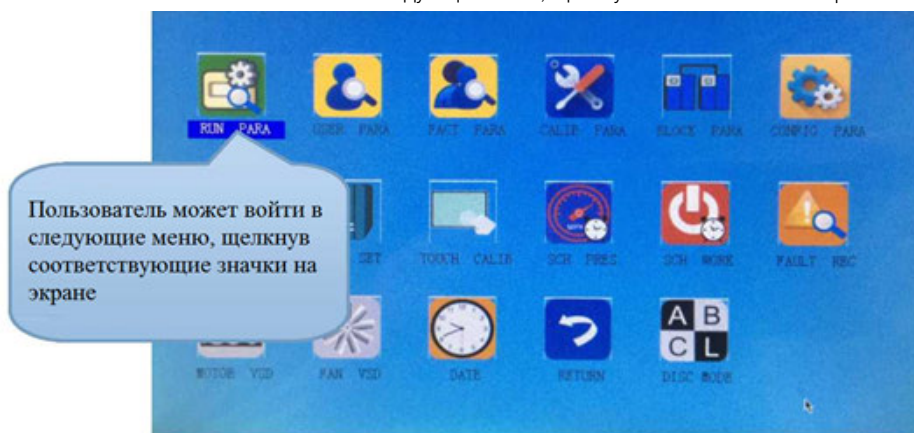 RUN PARA
USER PARA
FACT PARA
CALIB PARA
BLOCK PARA
CONFIG PARA
Пользователь может войти в
следующие меню, щелкнув
соответствующие значки на
экране
SET
TOUCH CALIB
SCH PRES
SCH WORK
FAULT REC
MPa
MOTOR VSD
FAN VSD
DATE
RETURN
A B
C L
DISC MODE